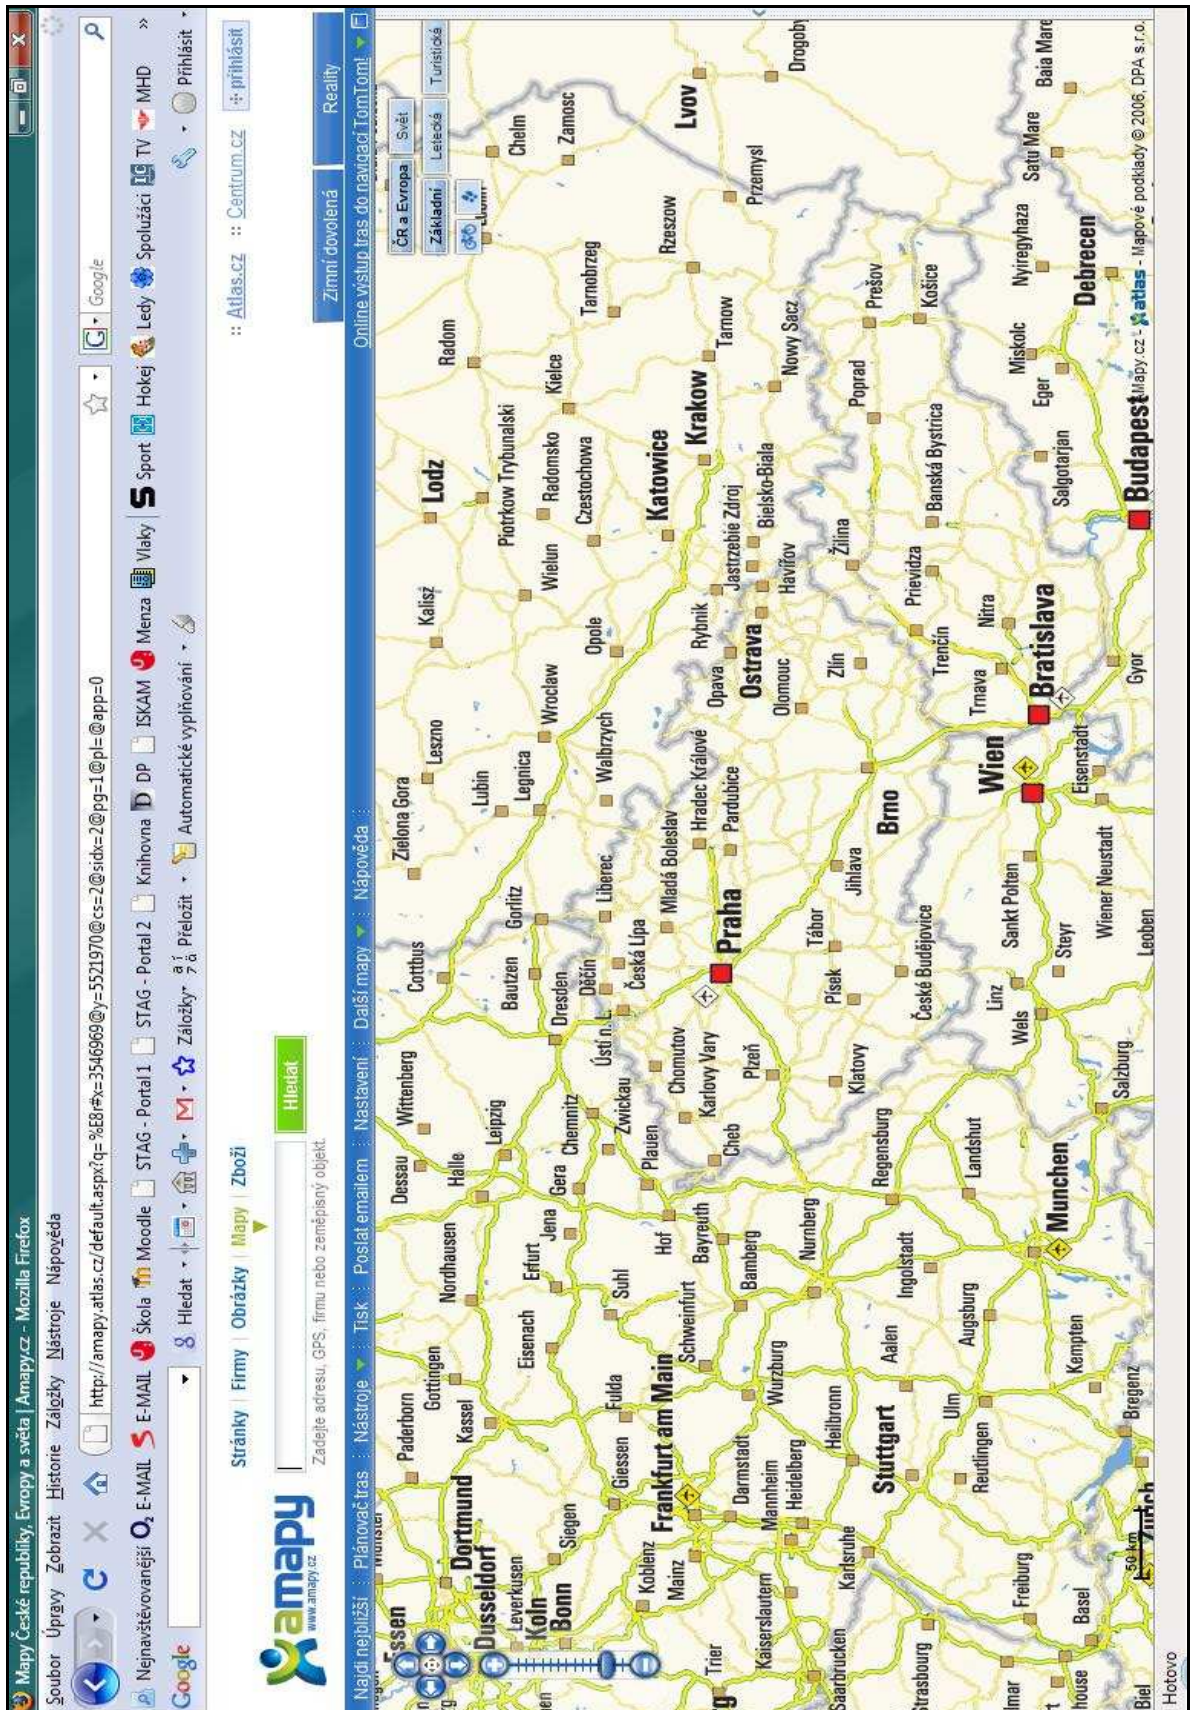 Mapy České republiky, Evropy a světa | Amapy.cz - Mozilla Firefox
Soubor Úpravy Zobrazit Historie Záložky Nástroje Nápověda
http://amapy.atlas.cz/default.aspx?q=%E8r#x=3546969@y=5521970@cs=2@sidx=2@pg=1@pl=@app=0
Google
Nejnavštěvovanější O2 E-MAIL E-MAIL Škola Moodle STAG - Portal 1 STAG - Portal 2 Knihovna DP ISKAM Menza Vlaky Sport Hokej Ledy Spolužáci TV MHD »
Google Hledat Záložky Přeložit Automatické vyplňování Přihlásit
:: Atlas.cz :: Centrum.cz přihlásit
Stránky | Firmy | Obrázky | Mapy | Zboží
amapy
www.amapy.cz
Hledat
Zadejte adresu, GPS, firmu nebo zeměpisný objekt.
Zimní dovolená
Reality
Najdi nejbližší Plánovač tras Nástroje Tisk Poslat emailem Nastavení Další mapy Nápověda
Online výstup tras do navigací TomTom!
ČR a Evropa
Svět
Základní
Letecká
Turistická
Essen
Dortmund
Dusseldorf
Leverkusen
Koln
Bonn
Siegen
Paderborn
Gottingen
Kassel
Nordhausen
Halle
Dessau
Wittenberg
Leipzig
Cottbus
Bautzen
Gorlitz
Dresden
Zielona Gora
Leszno
Lubin
Legnica
Wroclaw
Walbrzych
Kalisz
Lodz
Piotrkow Trybunalski
Radomsko
Wielun
Czestochowa
Opole
Radom
Kielce
Tarnobrzeg
Chelm
Zamosc
Lvov
Drogoby
Przemysl
Rzeszow
Tarnow
Nowy Sacz
Krakow
Katowice
Bielsko-Biala
Jastrzebie Zdroj
Rybnik
Havířov
Ostrava
Opava
Olomouc
Zlín
Eisenach
Erfurt
Jena
Gera
Chemnitz
Zwickau
Plauen
Suhl
Fulda
Giessen
Koblenz
Mainz
Frankfurt am Main
Darmstadt
Schweinfurt
Bamberg
Bayreuth
Hof
Wurzburg
Nurnberg
Mannheim
Heidelberg
Heilbronn
Kaiserslautern
Karlsruhe
Trier
Saarbrucken
Strasbourg
Stuttgart
Aalen
Ulm
Reutlingen
Augsburg
Ingolstadt
Regensburg
Landshut
Munchen
Kempten
Bregenz
Freiburg
Basel
Biel
Salzburg
Ústí n. L.
Děčín
Česká Lípa
Liberec
Mladá Boleslav
Hradec Králové
Pardubice
Praha
Chomutov
Karlovy Vary
Cheb
Plzeň
Klatovy
Písek
Tábor
Jihlava
Brno
České Budějovice
Linz
Wels
Steyr
Sankt Polten
Wien
Wiener Neustadt
Eisenstadt
Leoben
Bratislava
Trnava
Nitra
Trenčín
Prievidza
Žilina
Banská Bystrica
Poprad
Prešov
Košice
Gyor
Budapest
Salgotarjan
Eger
Miskolc
Nyiregyhaza
Debrecen
Satu Mare
Baia Mare
50 km
Mapy.cz - atlas - Mapové podklady © 2006, DPA s.r.o.
Hotovo